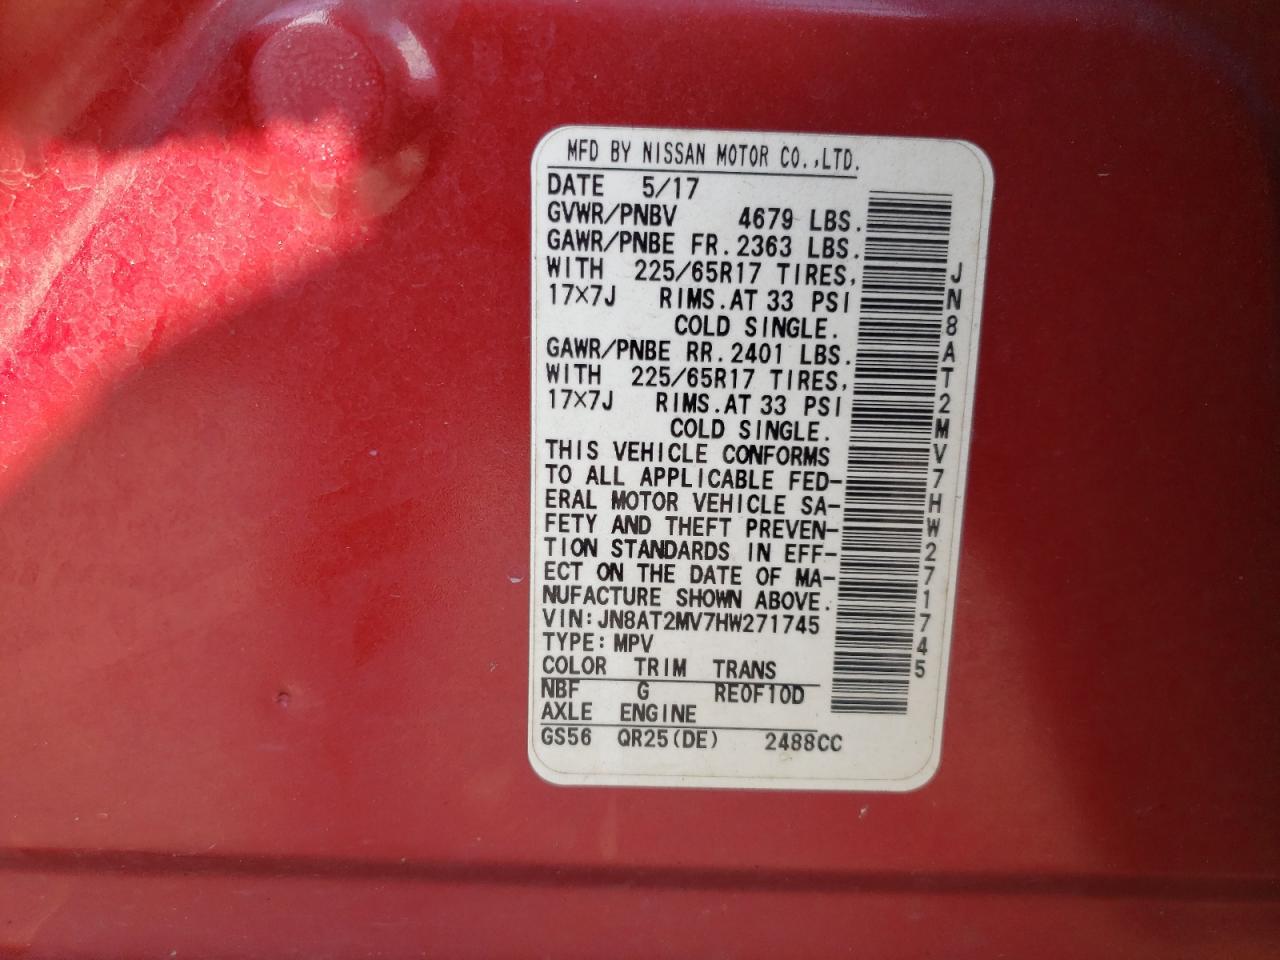 MFD BY NISSAN MOTOR CO.,LTD.
DATE 5/17
GVWR/PNBV 4679 LBS.
GAWR/PNBE FR.2363 LBS.
WITH 225/65R17 TIRES,
17X7J RIMS.AT 33 PSI
COLD SINGLE.
GAWR/PNBE RR.2401 LBS.
WITH 225/65R17 TIRES,
17X7J RIMS.AT 33 PSI
COLD SINGLE.
THIS VEHICLE CONFORMS
TO ALL APPLICABLE FED-
ERAL MOTOR VEHICLE SA-
FETY AND THEFT PREVEN-
TION STANDARDS IN EFF-
ECT ON THE DATE OF MA-
NUFACTURE SHOWN ABOVE.
VIN:JN8AT2MV7HW271745
TYPE:MPV
COLOR TRIM TRANS
NBF G RE0F10D
AXLE ENGINE
GS56 QR25(DE) 2488CC
JN8AT2MV7HW271745